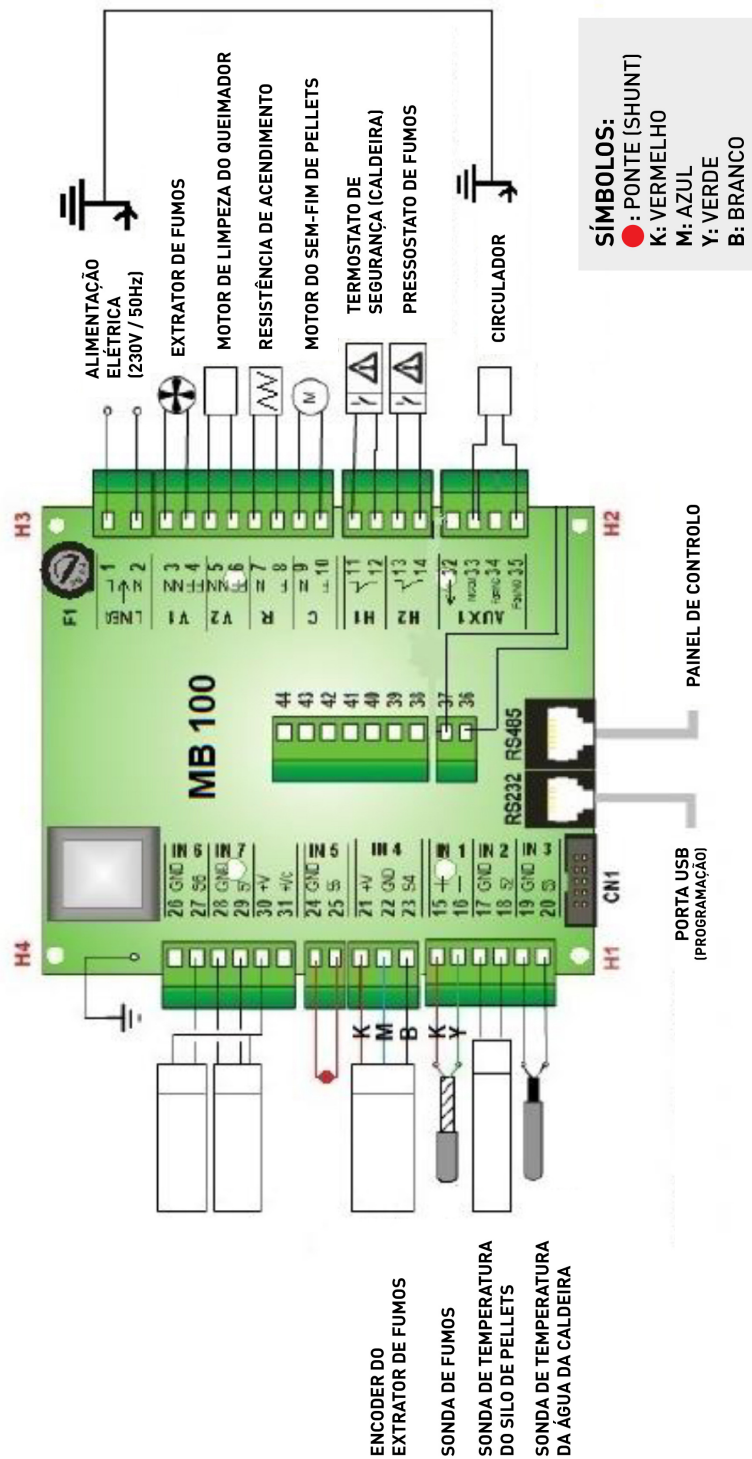 H4
H3
F1
MB 100
ALIMENTAÇÃO
ELÉTRICA
(230V / 50Hz)
EXTRATOR DE FUMOS
MOTOR DE LIMPEZA DO QUEIMADOR
RESISTÊNCIA DE ACENDIMENTO
M
MOTOR DO SEM-FIM DE PELLETS
TERMOSTATO DE
SEGURANÇA (CALDEIRA)
PRESSOSTATO DE FUMOS
CIRCULADOR
LINEA
1 L
2 N
V1
3
4
V2
5
6
R
7 N
8 F
C
9 N
10 F
H1
11
12
H2
13
14
AUX1
32
33
34
35
IN 6
26 GND
27 S6
IN 7
28 GND
29
30 +V
31
IN 5
24 GND
25 S5
IN 4
21 +V
22 GND
23 S4
IN 1
15 +
16 –
IN 2
17 GND
18 S2
IN 3
19 GND
20 S3
44
43
42
41
40
39
38
37
36
K
M
B
K
Y
ENCODER DO
EXTRATOR DE FUMOS
SONDA DE FUMOS
SONDA DE TEMPERATURA
DO SILO DE PELLETS
SONDA DE TEMPERATURA
DA ÁGUA DA CALDEIRA
H1
CN1
RS232
RS485
H2
PORTA USB
(PROGRAMAÇÃO)
PAINEL DE CONTROLO
SÍMBOLOS:
: PONTE (SHUNT)
K: VERMELHO
M: AZUL
Y: VERDE
B: BRANCO